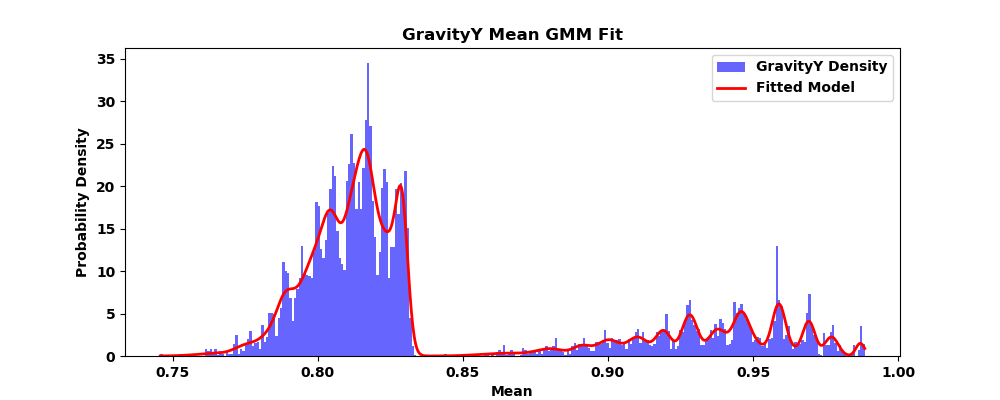 GravityY Mean GMM Fit
GravityY Density
Fitted Model
Probability Density
35
30
25
20
15
10
5
0
0.75 0.80 0.85 0.90 0.95 1.00
Mean